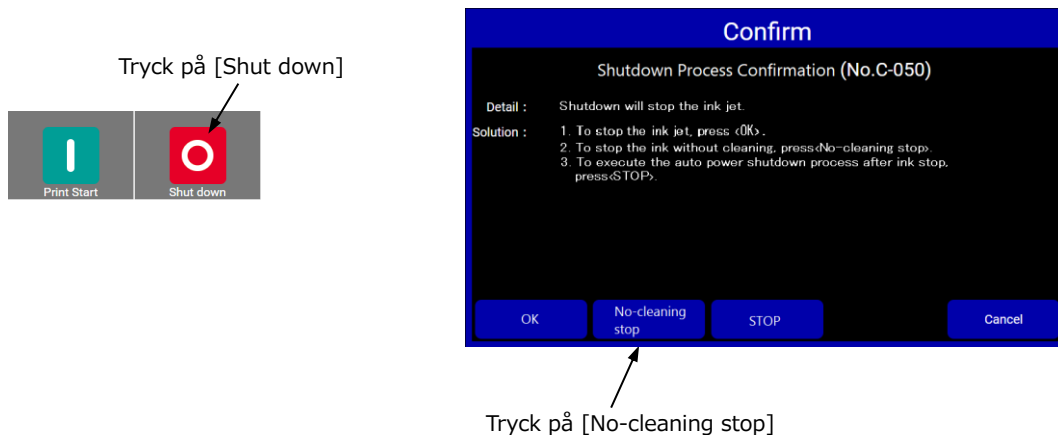 Tryck på [Shut down]
Print Start
Shut down
Confirm
Shutdown Process Confirmation (No.C-050)
Detail : Shutdown will stop the ink jet.
Solution : 1. To stop the ink jet, press <OK>.
2. To stop the ink without cleaning, press<No-cleaning stop>.
3. To execute the auto power shutdown process after ink stop,
press<STOP>.
OK
No-cleaning
stop
STOP
Cancel
Tryck på [No-cleaning stop]